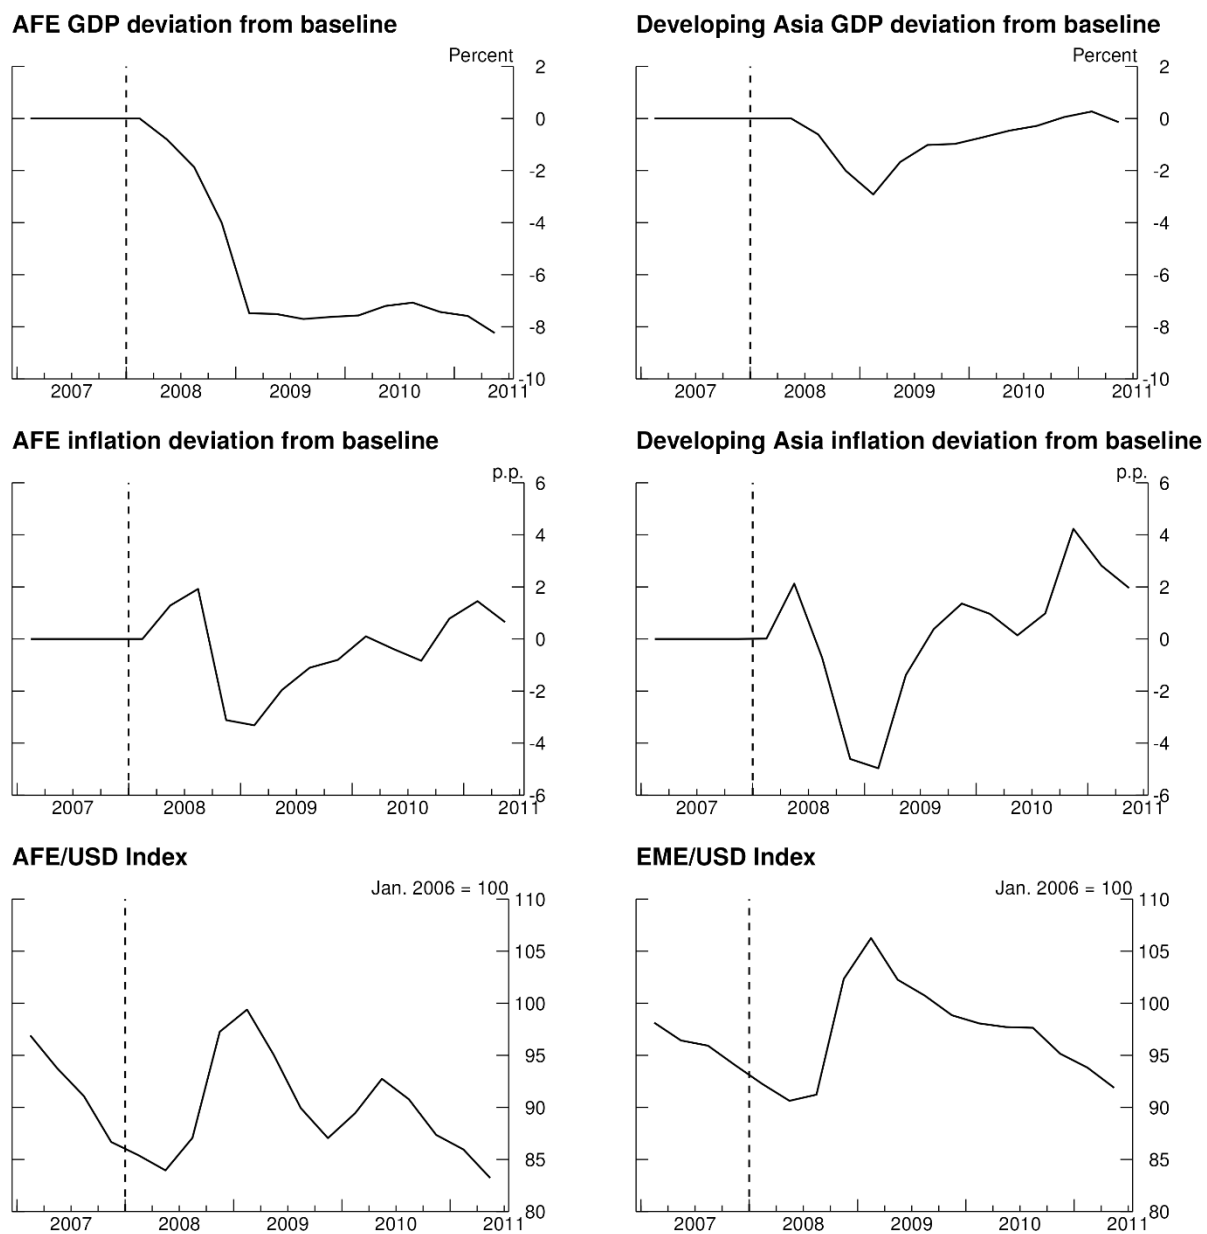 AFE GDP deviation from baseline
Percent
2
0
-2
-4
-6
-8
-10
2007 2008 2009 2010 2011
Developing Asia GDP deviation from baseline
Percent
2
0
-2
-4
-6
-8
-10
2007 2008 2009 2010 2011
AFE inflation deviation from baseline
p.p.
6
4
2
0
-2
-4
-6
2007 2008 2009 2010 2011
Developing Asia inflation deviation from baseline
p.p.
6
4
2
0
-2
-4
-6
2007 2008 2009 2010 2011
AFE/USD Index
Jan. 2006 = 100
110
105
100
95
90
85
80
2007 2008 2009 2010 2011
EME/USD Index
Jan. 2006 = 100
110
105
100
95
90
85
80
2007 2008 2009 2010 2011